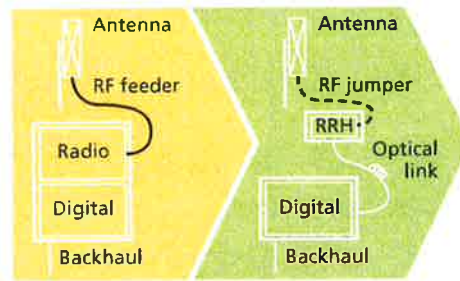 Antenna
RF feeder
Radio
Digital
Backhaul
Antenna
RF jumper
RRH
Optical
link
Digital
Backhaul